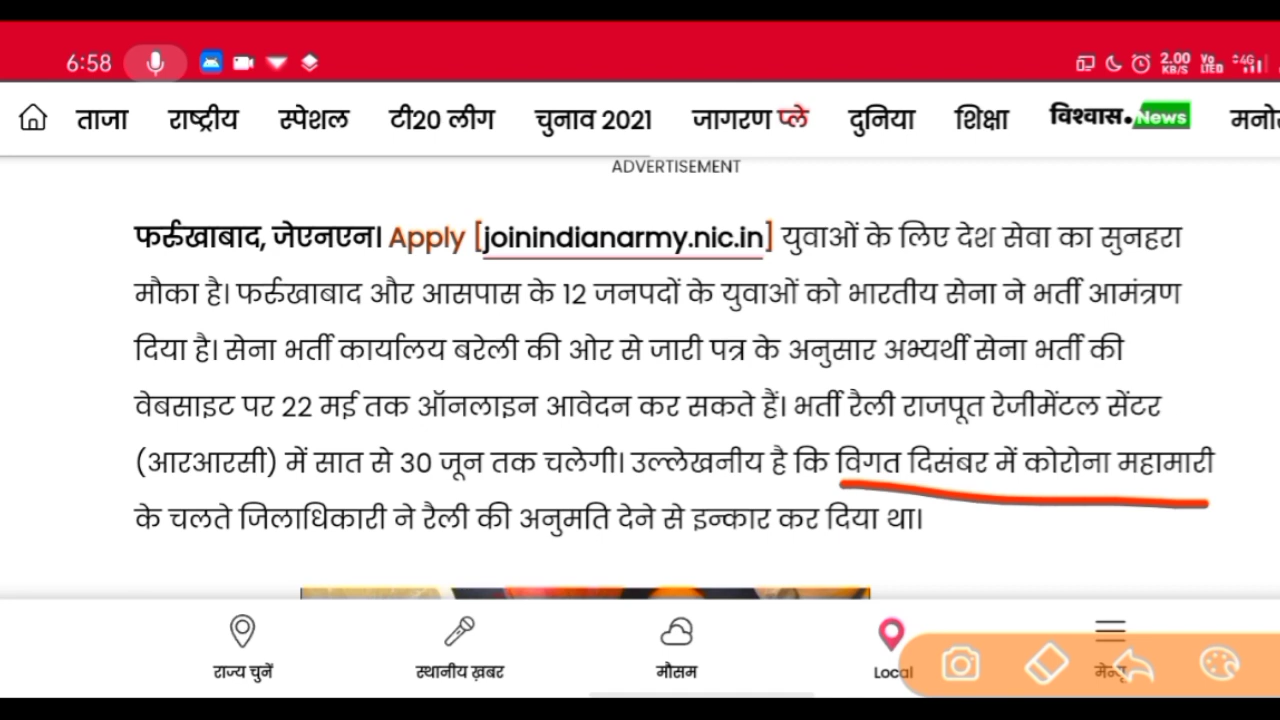 6:58
2.00 KB/S Vo LTED 4G
ताजा राष्ट्रीय स्पेशल टी20 लीग चुनाव 2021 जागरण प्ले दुनिया शिक्षा विश्वास.News
ADVERTISEMENT
फर्रुखाबाद, जेएनएन। Apply [joinindianarmy.nic.in] युवाओं के लिए देश सेवा का सुनहरा
मौका है। फर्रुखाबाद और आसपास के 12 जनपदों के युवाओं को भारतीय सेना ने भर्ती आमंत्रण
दिया है। सेना भर्ती कार्यालय बरेली की ओर से जारी पत्र के अनुसार अभ्यर्थी सेना भर्ती की
वेबसाइट पर 22 मई तक ऑनलाइन आवेदन कर सकते हैं। भर्ती रैली राजपूत रेजीमेंटल सेंटर
(आरआरसी) में सात से 30 जून तक चलेगी। उल्लेखनीय है कि विगत दिसंबर में कोरोना महामारी
के चलते जिलाधिकारी ने रैली की अनुमति देने से इन्कार कर दिया था।
राज्य चुनें स्थानीय ख़बर मौसम Local मेन्यू